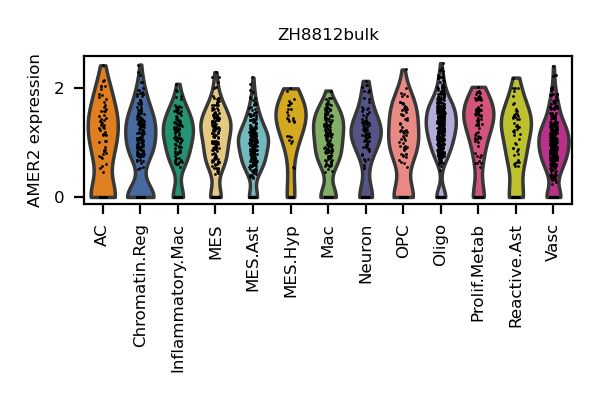 ZH8812bulk
AMER2 expression
2
0
AC
Chromatin.Reg
Inflammatory.Mac
MES
MES.Ast
MES.Hyp
Mac
Neuron
OPC
Oligo
Prolif.Metab
Reactive.Ast
Vasc